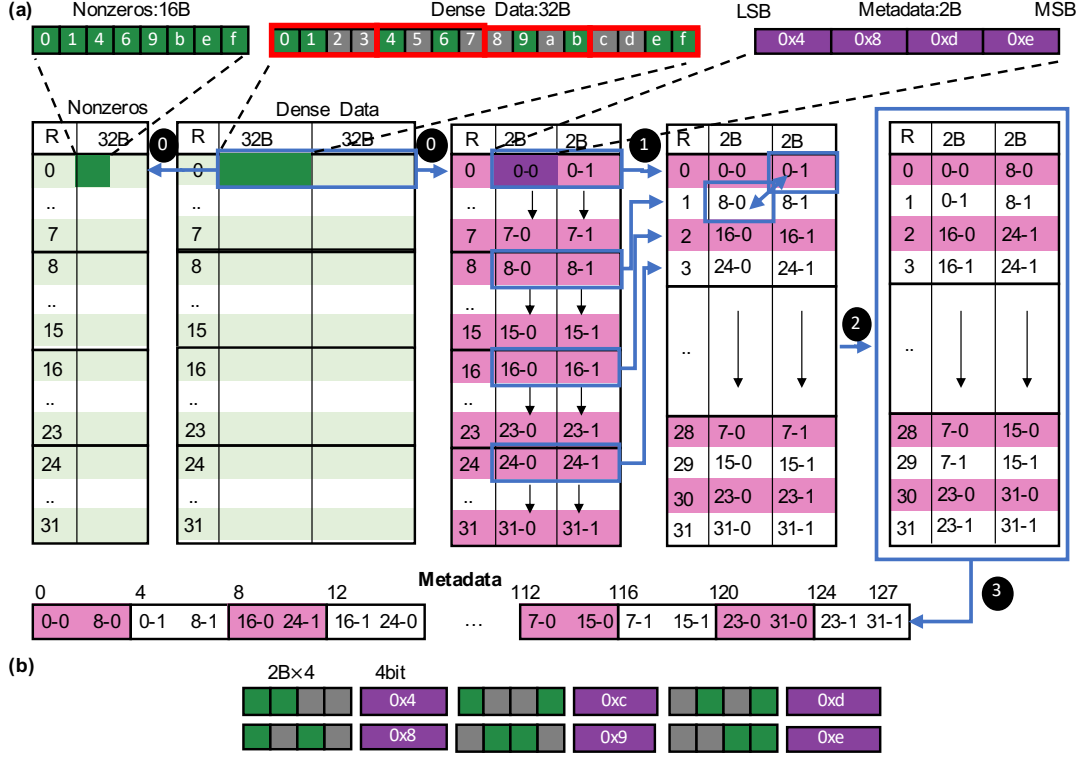 (a) Nonzeros:16B Dense Data:32B LSB Metadata:2B MSB
0 1 4 6 9 b e f 0 1 2 3 4 5 6 7 8 9 a b c d e f 0x4 0x8 0xd 0xe
Nonzeros Dense Data
R 32B 0 R 32B 32B 0 R 2B 2B 1 R 2B 2B R 2B 2B
0 0 0 0-0 0-1 0 0-0 0-1 0 0-0 8-0
.. .. .. 1 8-0 8-1 1 0-1 8-1
7 7 7 7-0 7-1 2 16-0 16-1 2 16-0 24-1
8 8 8 8-0 8-1 3 24-0 24-1 3 16-1 24-1
.. .. ..
15 15 15 15-0 15-1 .. 2 ..
16 16 16 16-0 16-1
.. .. ..
23 23 23 23-0 23-1 28 7-0 7-1 28 7-0 15-0
24 24 24 24-0 24-1 29 15-0 15-1 29 7-1 15-1
.. .. .. 30 23-0 23-1 30 23-0 31-0
31 31 31 31-0 31-1 31 31-0 31-1 31 23-1 31-1
Metadata
0 4 8 12 112 116 120 124 127 3
0-0 8-0 0-1 8-1 16-0 24-1 16-1 24-0 ... 7-0 15-0 7-1 15-1 23-0 31-0 23-1 31-1
(b)
2B×4 4bit
0x4 0xc 0xd
0x8 0x9 0xe